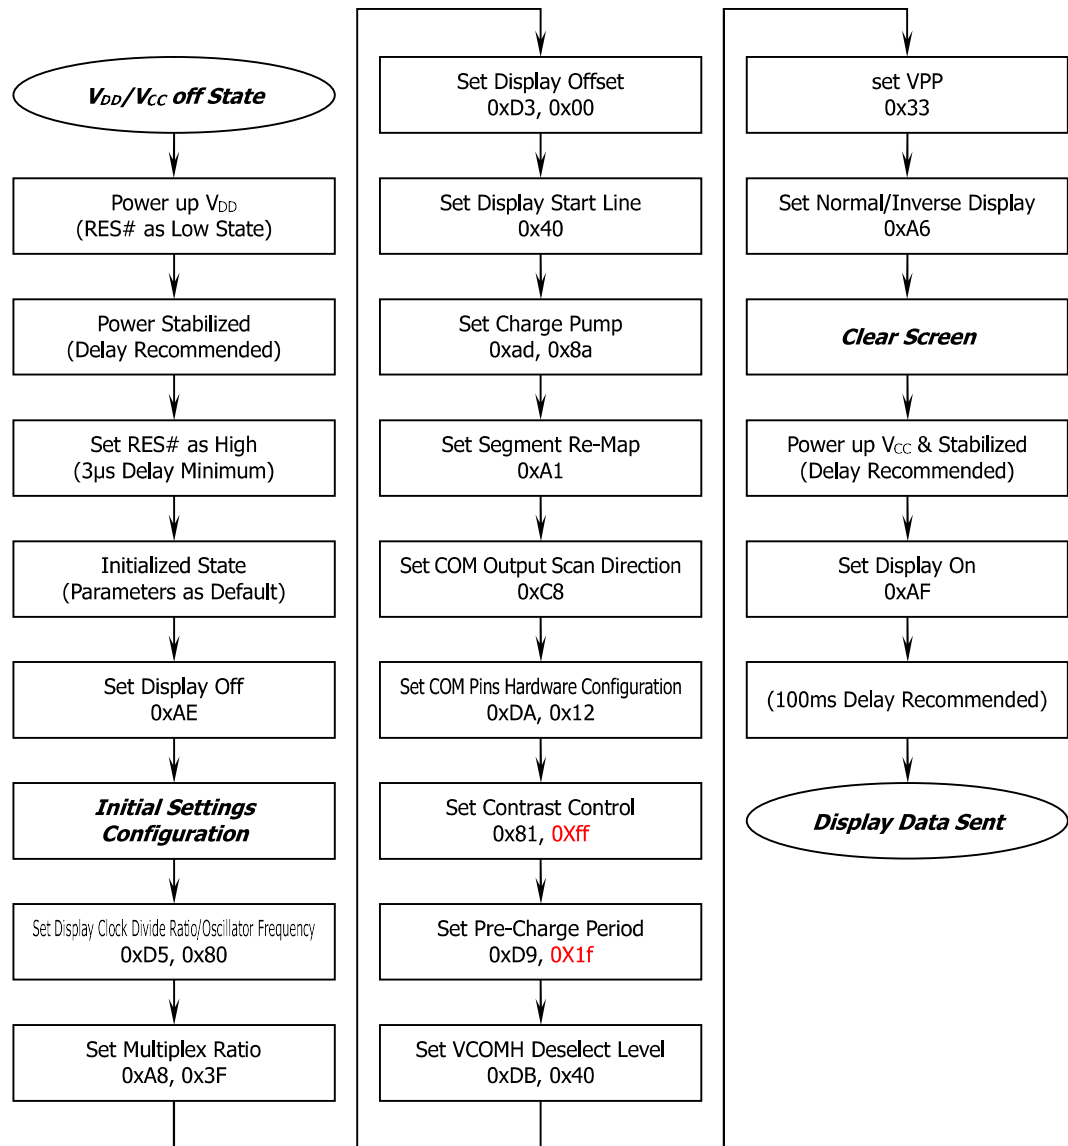 V_DD/V_CC off State
Power up V_DD
(RES# as Low State)
Power Stabilized
(Delay Recommended)
Set RES# as High
(3μs Delay Minimum)
Initialized State
(Parameters as Default)
Set Display Off
0xAE
Initial Settings
Configuration
Set Display Clock Divide Ratio/Oscillator Frequency
0xD5, 0x80
Set Multiplex Ratio
0xA8, 0x3F
Set Display Offset
0xD3, 0x00
Set Display Start Line
0x40
Set Charge Pump
0xad, 0x8a
Set Segment Re-Map
0xA1
Set COM Output Scan Direction
0xC8
Set COM Pins Hardware Configuration
0xDA, 0x12
Set Contrast Control
0x81, 0Xff
Set Pre-Charge Period
0xD9, 0X1f
Set VCOMH Deselect Level
0xDB, 0x40
set VPP
0x33
Set Normal/Inverse Display
0xA6
Clear Screen
Power up V_CC & Stabilized
(Delay Recommended)
Set Display On
0xAF
(100ms Delay Recommended)
Display Data Sent